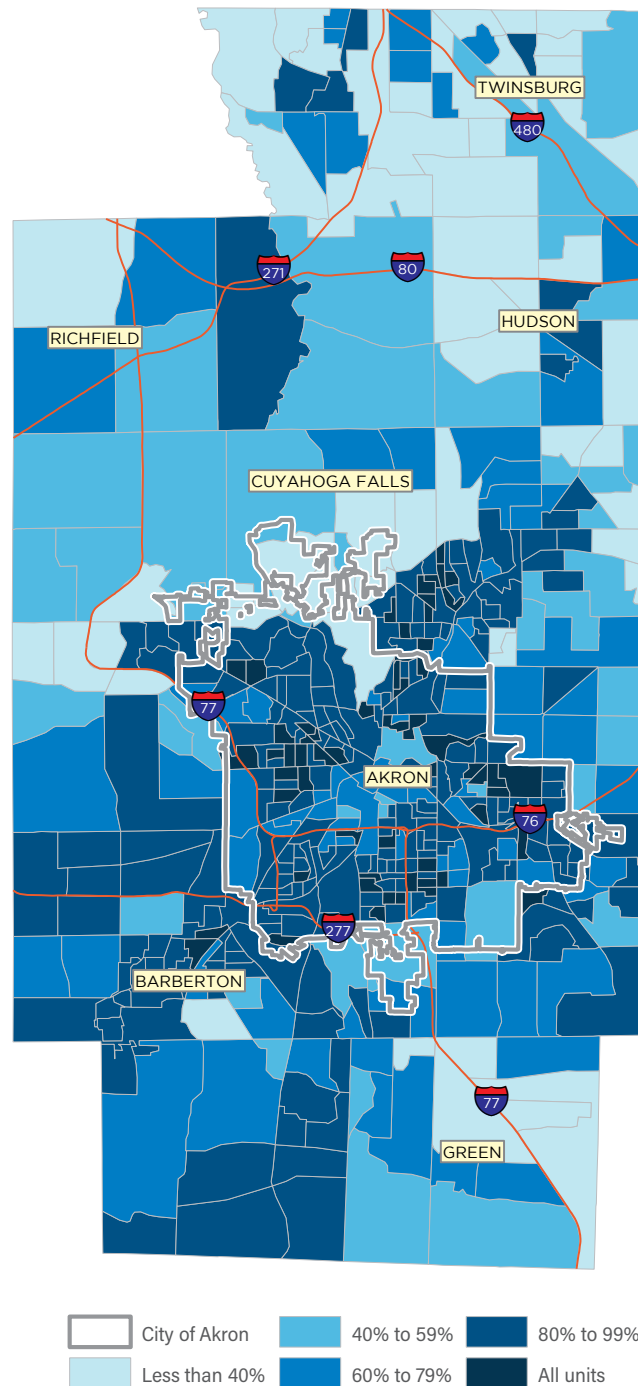 TWINSBURG
480
271
80
HUDSON
RICHFIELD
CUYAHOGA FALLS
77
AKRON
76
277
BARBERTON
77
GREEN
City of Akron
40% to 59%
80% to 99%
Less than 40%
60% to 79%
All units